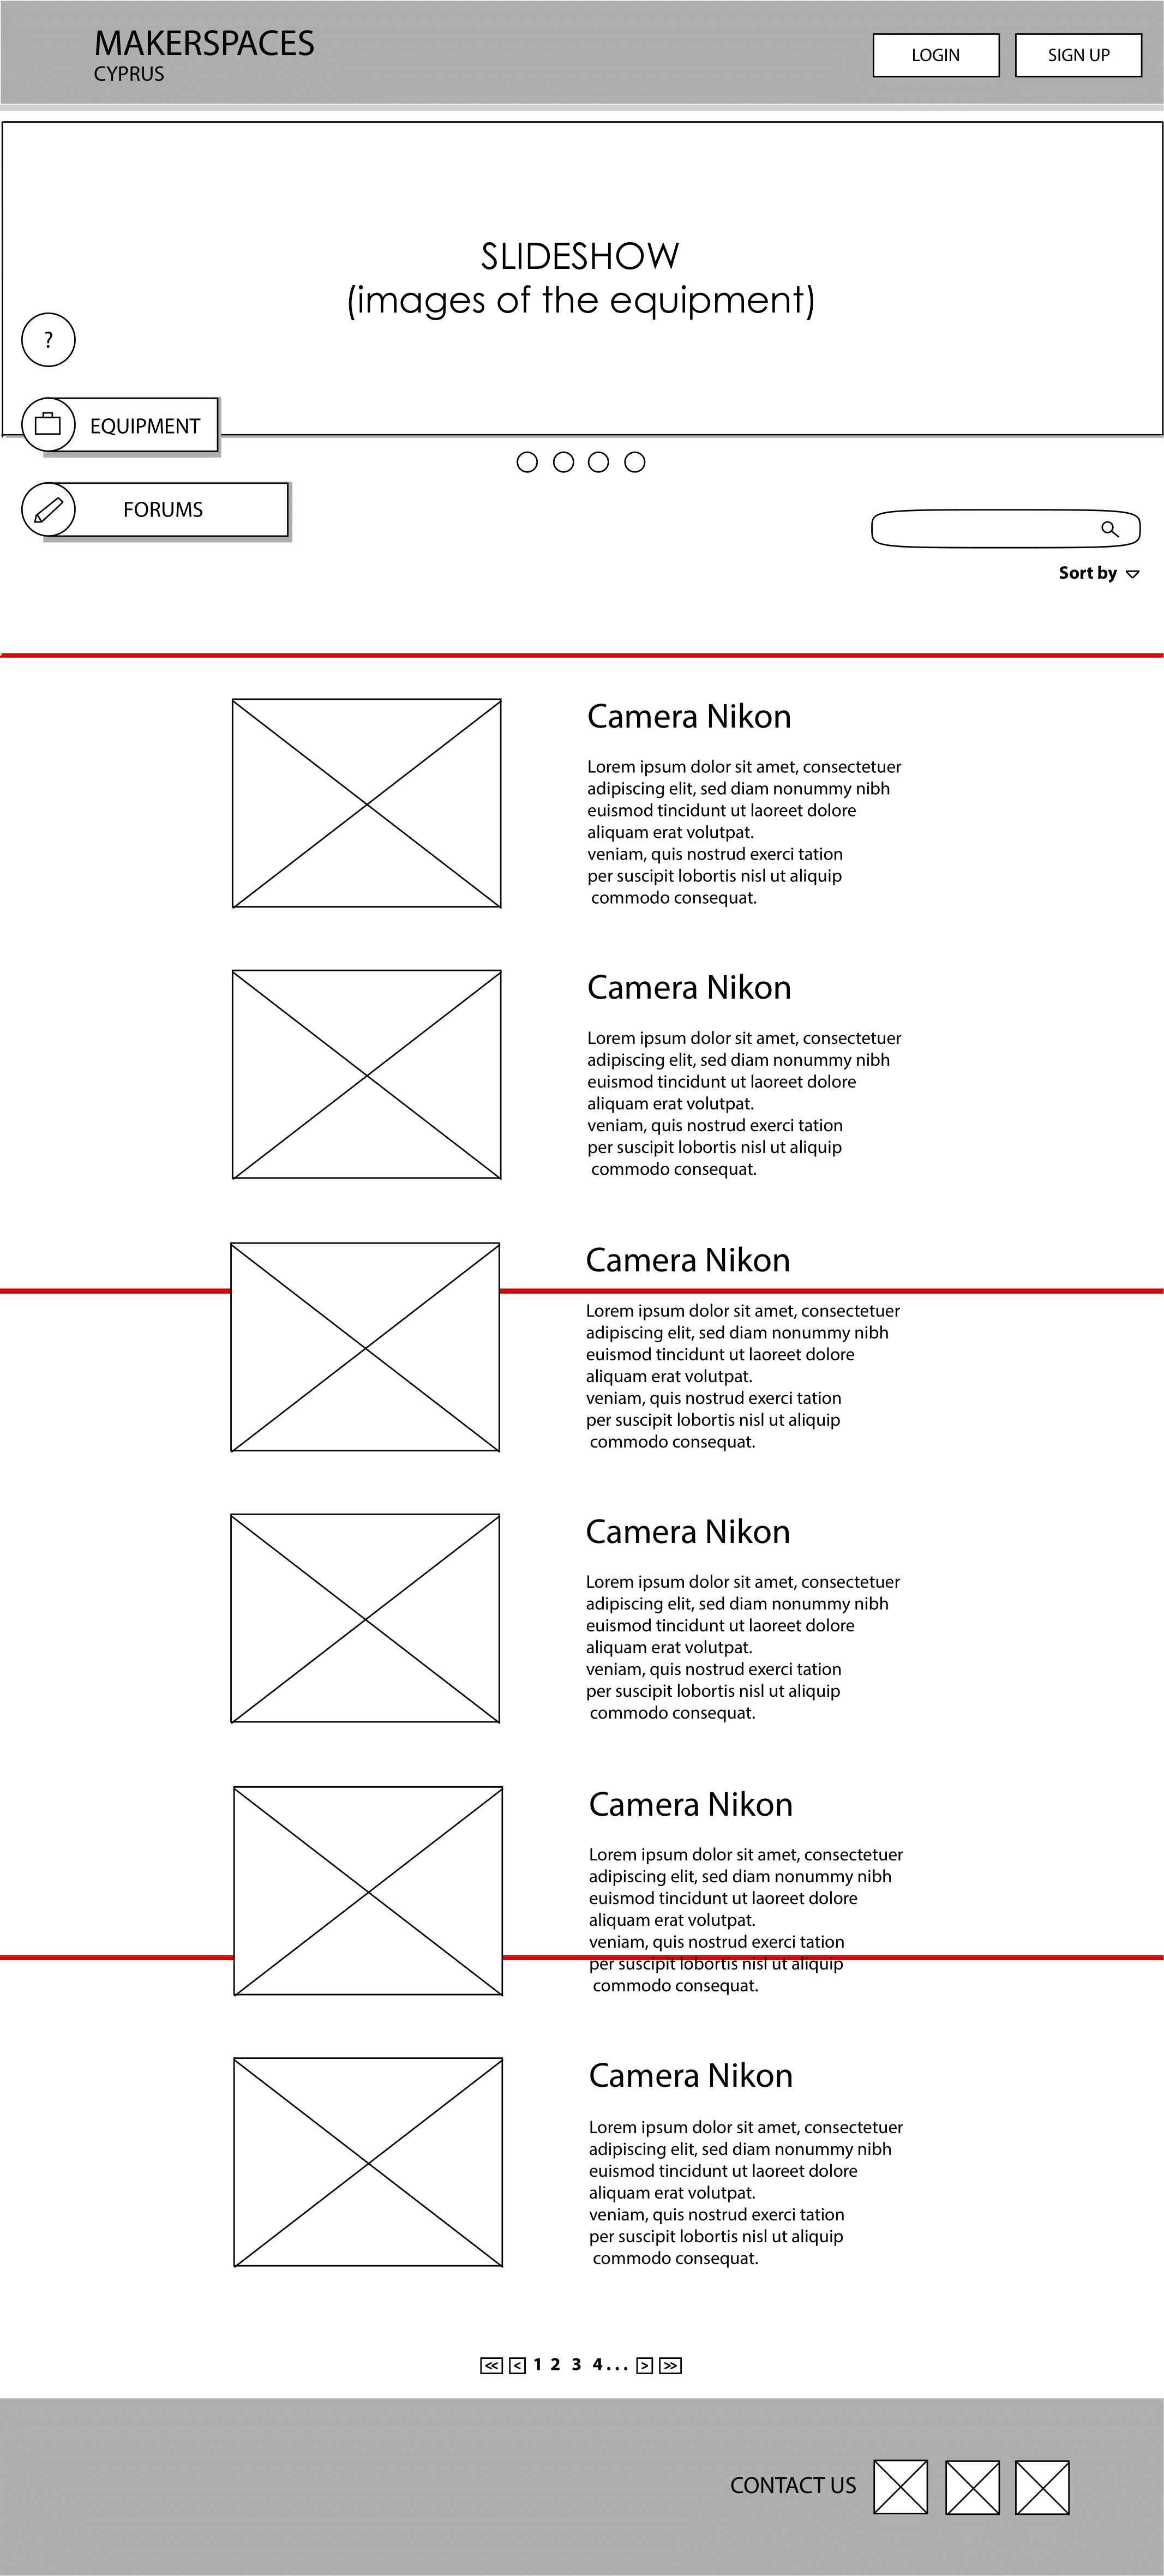 MAKERSPACES
CYPRUS
LOGIN
SIGN UP
SLIDESHOW
(images of the equipment)
?
EQUIPMENT
FORUMS
Sort by
Camera Nikon
Lorem ipsum dolor sit amet, consectetuer
adipiscing elit, sed diam nonummy nibh
euismod tincidunt ut laoreet dolore
aliquam erat volutpat.
veniam, quis nostrud exerci tation
per suscipit lobortis nisl ut aliquip
commodo consequat.
Camera Nikon
Lorem ipsum dolor sit amet, consectetuer
adipiscing elit, sed diam nonummy nibh
euismod tincidunt ut laoreet dolore
aliquam erat volutpat.
veniam, quis nostrud exerci tation
per suscipit lobortis nisl ut aliquip
commodo consequat.
Camera Nikon
Lorem ipsum dolor sit amet, consectetuer
adipiscing elit, sed diam nonummy nibh
euismod tincidunt ut laoreet dolore
aliquam erat volutpat.
veniam, quis nostrud exerci tation
per suscipit lobortis nisl ut aliquip
commodo consequat.
Camera Nikon
Lorem ipsum dolor sit amet, consectetuer
adipiscing elit, sed diam nonummy nibh
euismod tincidunt ut laoreet dolore
aliquam erat volutpat.
veniam, quis nostrud exerci tation
per suscipit lobortis nisl ut aliquip
commodo consequat.
Camera Nikon
Lorem ipsum dolor sit amet, consectetuer
adipiscing elit, sed diam nonummy nibh
euismod tincidunt ut laoreet dolore
aliquam erat volutpat.
veniam, quis nostrud exerci tation
per suscipit lobortis nisl ut aliquip
commodo consequat.
Camera Nikon
Lorem ipsum dolor sit amet, consectetuer
adipiscing elit, sed diam nonummy nibh
euismod tincidunt ut laoreet dolore
aliquam erat volutpat.
veniam, quis nostrud exerci tation
per suscipit lobortis nisl ut aliquip
commodo consequat.
<< < 1 2 3 4 . . . > >>
CONTACT US